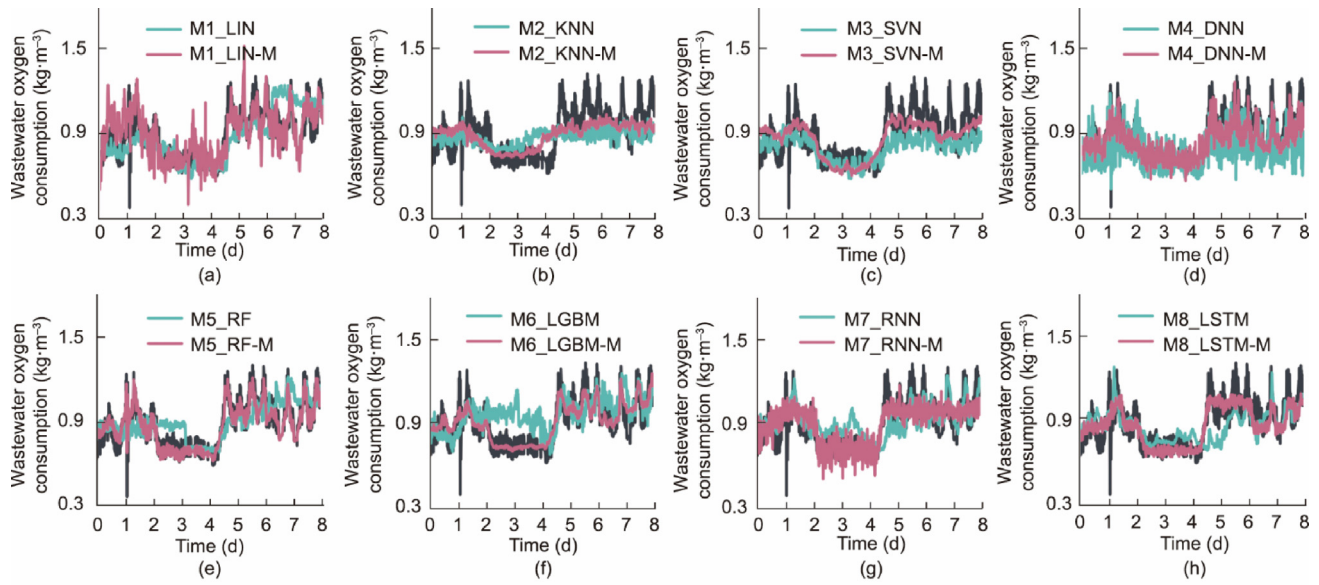 Wastewater oxygen
consumption (kg·m⁻³)
M1_LIN
M1_LIN-M
1.5
0.9
0.3
0 1 2 3 4 5 6 7 8
Time (d)
(a)
Wastewater oxygen
consumption (kg·m⁻³)
M2_KNN
M2_KNN-M
1.5
0.9
0.3
0 1 2 3 4 5 6 7 8
Time (d)
(b)
Wastewater oxygen
consumption (kg·m⁻³)
M3_SVN
M3_SVN-M
1.5
0.9
0.3
0 1 2 3 4 5 6 7 8
Time (d)
(c)
Wastewater oxygen
consumption (kg·m⁻³)
M4_DNN
M4_DNN-M
1.5
0.9
0.3
0 1 2 3 4 5 6 7 8
Time (d)
(d)
Wastewater oxygen
consumption (kg·m⁻³)
M5_RF
M5_RF-M
1.5
0.9
0.3
0 1 2 3 4 5 6 7 8
Time (d)
(e)
Wastewater oxygen
consumption (kg·m⁻³)
M6_LGBM
M6_LGBM-M
1.5
0.9
0.3
0 1 2 3 4 5 6 7 8
Time (d)
(f)
Wastewater oxygen
consumption (kg·m⁻³)
M7_RNN
M7_RNN-M
1.5
0.9
0.3
0 1 2 3 4 5 6 7 8
Time (d)
(g)
Wastewater oxygen
consumption (kg·m⁻³)
M8_LSTM
M8_LSTM-M
1.5
0.9
0.3
0 1 2 3 4 5 6 7 8
Time (d)
(h)